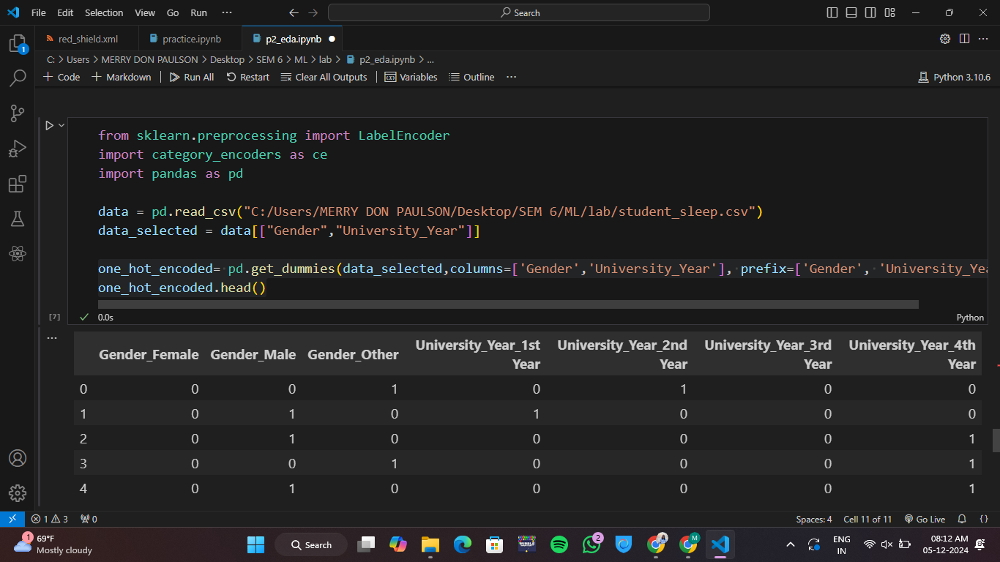 File Edit Selection View Go Run ··· Search
red_shield.xml practice.ipynb p2_eda.ipynb
C: > Users > MERRY DON PAULSON > Desktop > SEM 6 > ML > lab > p2_eda.ipynb > ...
+ Code + Markdown | Run All Restart Clear All Outputs | Variables Outline ··· Python 3.10.6
1
from sklearn.preprocessing import LabelEncoder
import category_encoders as ce
import pandas as pd
data = pd.read_csv("C:/Users/MERRY DON PAULSON/Desktop/SEM 6/ML/lab/student_sleep.csv")
data_selected = data[["Gender","University_Year"]]
one_hot_encoded= pd.get_dummies(data_selected,columns=['Gender','University_Year'], prefix=['Gender', 'University_Yea
one_hot_encoded.head()
[7] 0.0s Python
...
Gender_Female Gender_Male Gender_Other University_Year_1st Year University_Year_2nd Year University_Year_3rd Year University_Year_4th Year
0 0 0 1 0 1 0 0
1 0 1 0 1 0 0 0
2 0 1 0 0 0 0 1
3 0 0 1 0 0 0 1
4 0 1 0 0 0 0 1
1 3 0 Spaces: 4 Cell 11 of 11 Go Live {}
1 69°F
Mostly cloudy
Search 2 M
ENG
IN
08:12 AM
05-12-2024